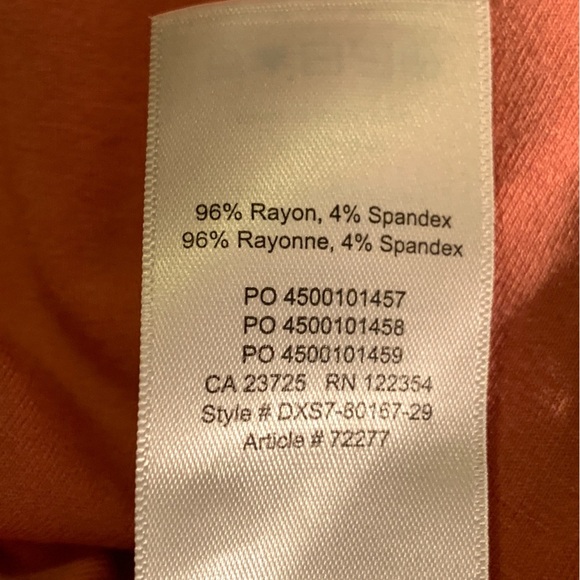 96% Rayon, 4% Spandex
96% Rayonne, 4% Spandex
PO 4500101457
PO 4500101458
PO 4500101459
CA 23725 RN 122354
Style # DXS7-80167-29
Article # 72277